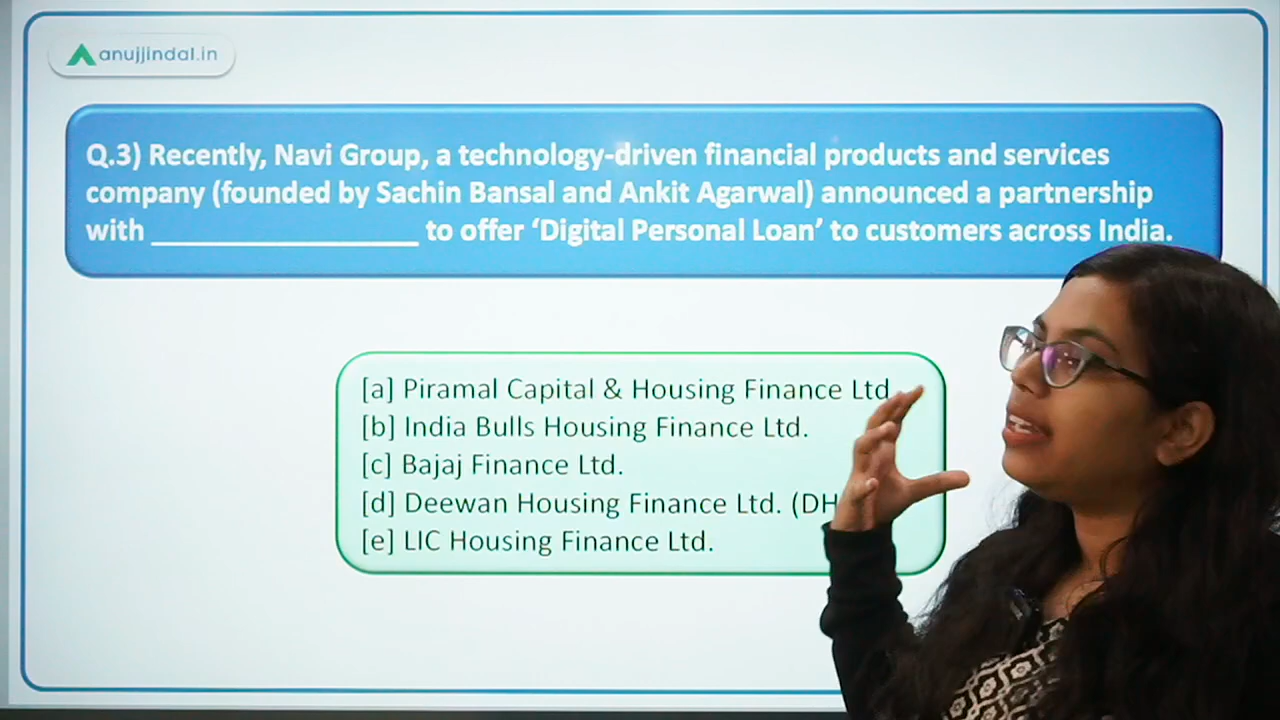 anujjindal.in
Q.3) Recently, Navi Group, a technology-driven financial products and services
company (founded by Sachin Bansal and Ankit Agarwal) announced a partnership
with ____________________ to offer ‘Digital Personal Loan’ to customers across India.
[a] Piramal Capital & Housing Finance Ltd
[b] India Bulls Housing Finance Ltd.
[c] Bajaj Finance Ltd.
[d] Deewan Housing Finance Ltd. (DH
[e] LIC Housing Finance Ltd.